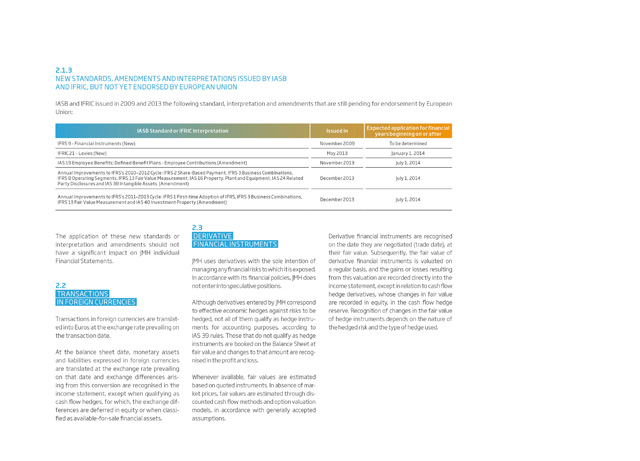 2.1.3
NEW STANDARDS, AMENDMENTS AND INTERPRETATIONS ISSUED BY IASB
AND IFRIC, BUT NOT YET ENDORSED BY EUROPEAN UNION
IASB and IFRIC issued in 2009 and 2013 the following standard, interpretation and amendments that are still pending for endorsement by European
Union:
IASB Standard or IFRIC Interpretation Issued in Expected application for financial
years beginning on or after
IFRS 9 - Financial Instruments (New) November 2009 To be determined
IFRIC 21 - Levies (New) May 2013 January 1, 2014
IAS 19 Employee Benefits: Defined Benefit Plans - Employee Contributions (Amendment) November 2013 July 1, 2014
Annual Improvements to IFRS's 2010–2012 Cycle: IFRS 2 Share-Based Payment, IFRS 3 Business Combinations,
IFRS 8 Operating Segments, IFRS 13 Fair Value Measurement, IAS 16 Property, Plant and Equipment, IAS 24 Related
Party Disclosures and IAS 38 Intangible Assets (Amendment) December 2013 July 1, 2014
Annual Improvements to IFRS's 2011–2013 Cycle: IFRS 1 First-time Adoption of IFRS, IFRS 3 Business Combinations,
IFRS 13 Fair Value Measurement and IAS 40 Investment Property (Amendment) December 2013 July 1, 2014
The application of these new standards or
interpretation and amendments should not
have a significant impact on JMH individual
Financial Statements.
2.2
TRANSACTIONS
IN FOREIGN CURRENCIES
Transactions in foreign currencies are translat-
ed into Euros at the exchange rate prevailing on
the transaction date.
At the balance sheet date, monetary assets
and liabilities expressed in foreign currencies
are translated at the exchange rate prevailing
on that date and exchange differences aris-
ing from this conversion are recognised in the
income statement, except when qualifying as
cash flow hedges, for which, the exchange dif-
ferences are deferred in equity or when classi-
fied as available-for-sale financial assets.
2.3
DERIVATIVE
FINANCIAL INSTRUMENTS
JMH uses derivatives with the sole intention of
managing any financial risks to which it is exposed.
In accordance with its financial policies, JMH does
not enter into speculative positions.
Although derivatives entered by JMH correspond
to effective economic hedges against risks to be
hedged, not all of them qualify as hedge instru-
ments for accounting purposes, according to
IAS 39 rules. Those that do not qualify as hedge
instruments are booked on the Balance Sheet at
fair value and changes to that amount are recog-
nised in the profit and loss.
Whenever available, fair values are estimated
based on quoted instruments. In absence of mar-
ket prices, fair values are estimated through dis-
counted cash flow methods and option valuation
models, in accordance with generally accepted
assumptions.
Derivative financial instruments are recognised
on the date they are negotiated (trade date), at
their fair value. Subsequently, the fair value of
derivative financial instruments is valuated on
a regular basis, and the gains or losses resulting
from this valuation are recorded directly into the
income statement, except in relation to cash flow
hedge derivatives, whose changes in fair value
are recorded in equity, in the cash flow hedge
reserve. Recognition of changes in the fair value
of hedge instruments depends on the nature of
the hedged risk and the type of hedge used.